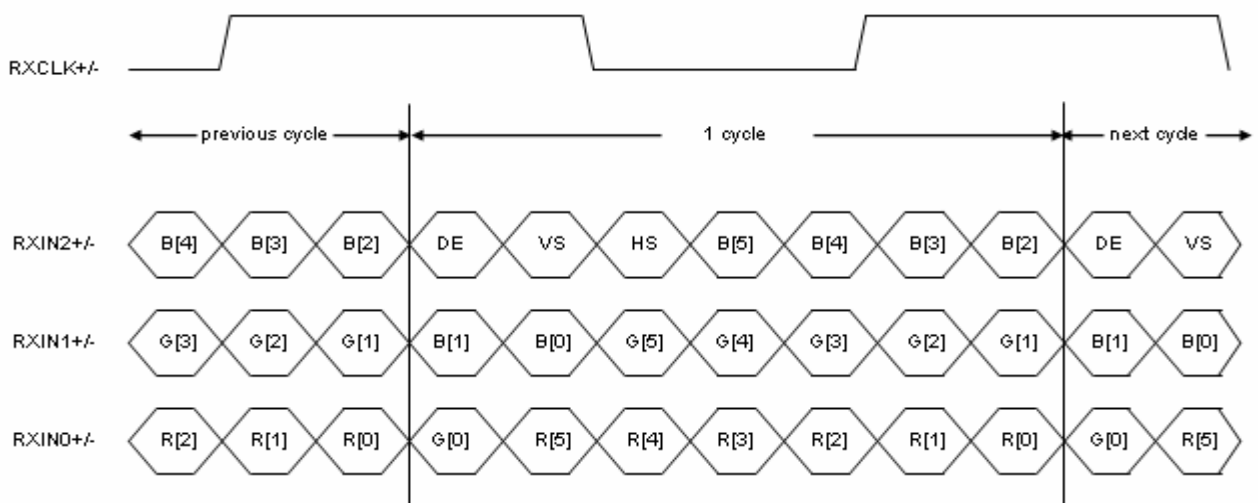 RXCLK+/-
previous cycle 1 cycle next cycle
RXIN2+/- B[4] B[3] B[2] DE VS HS B[5] B[4] B[3] B[2] DE VS
RXIN1+/- G[3] G[2] G[1] B[1] B[0] G[5] G[4] G[3] G[2] G[1] B[1] B[0]
RXIN0+/- R[2] R[1] R[0] G[0] R[5] R[4] R[3] R[2] R[1] R[0] G[0] R[5]